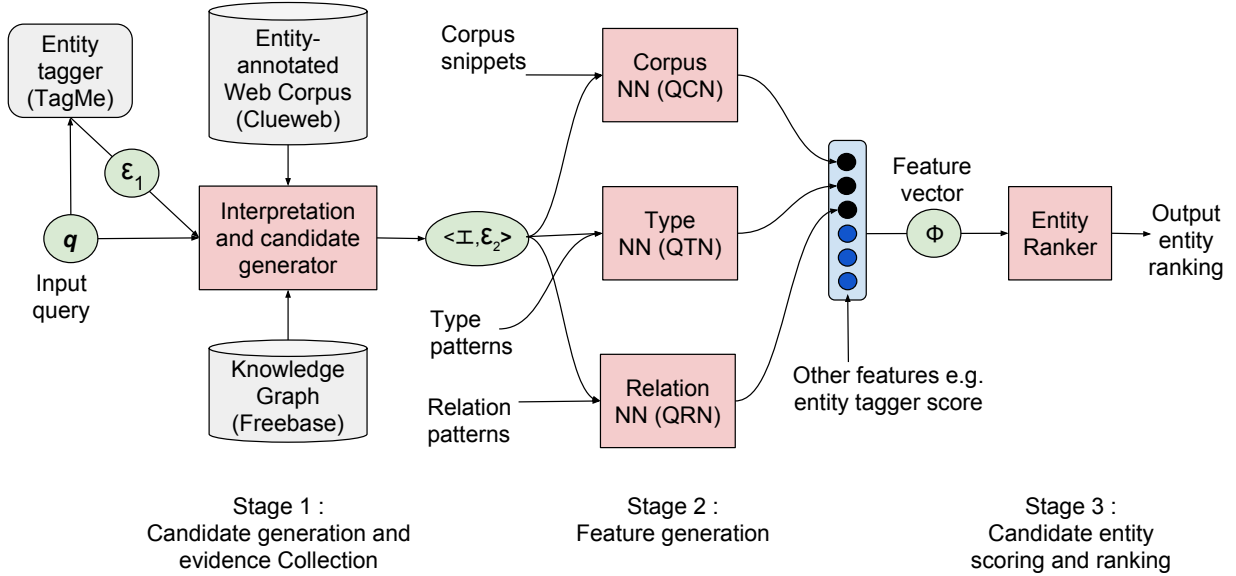 Entity
tagger
(TagMe)
Ɛ1
q
Input
query
Entity-
annotated
Web Corpus
(Clueweb)
Interpretation
and candidate
generator
Knowledge
Graph
(Freebase)
<ꟾ,Ɛ2>
Corpus
snippets
Type
patterns
Relation
patterns
Corpus
NN (QCN)
Type
NN (QTN)
Relation
NN (QRN)
Other features e.g.
entity tagger score
Feature
vector
Φ
Entity
Ranker
Output
entity
ranking
Stage 1 :
Candidate generation and
evidence Collection
Stage 2 :
Feature generation
Stage 3 :
Candidate entity
scoring and ranking